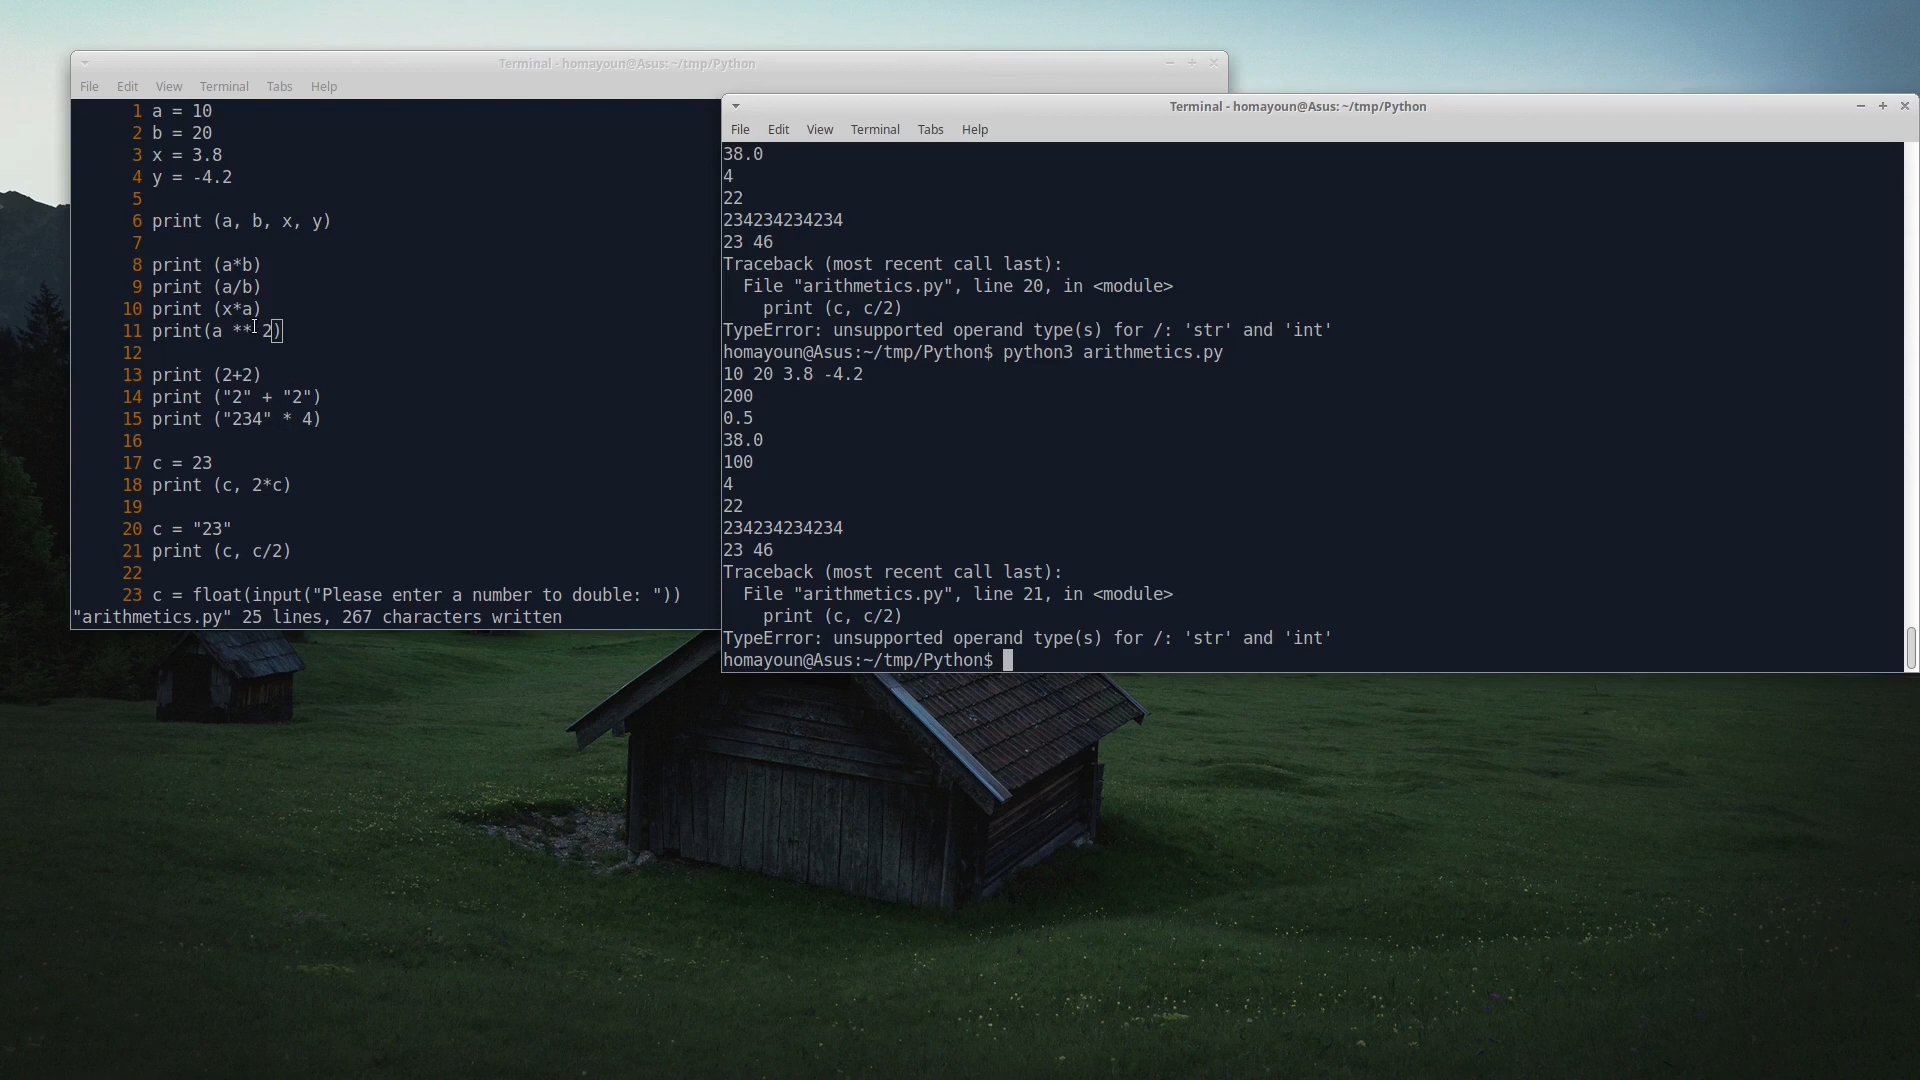 Terminal - homayoun@Asus: ~/tmp/Python
File Edit View Terminal Tabs Help
1 a = 10
2 b = 20
3 x = 3.8
4 y = -4.2
5
6 print (a, b, x, y)
7
8 print (a*b)
9 print (a/b)
10 print (x*a)
11 print(a ** 2)
12
13 print (2+2)
14 print ("2" + "2")
15 print ("234" * 4)
16
17 c = 23
18 print (c, 2*c)
19
20 c = "23"
21 print (c, c/2)
22
23 c = float(input("Please enter a number to double: "))
"arithmetics.py" 25 lines, 267 characters written
Terminal - homayoun@Asus: ~/tmp/Python
File Edit View Terminal Tabs Help
38.0
4
22
234234234234
23 46
Traceback (most recent call last):
  File "arithmetics.py", line 20, in <module>
    print (c, c/2)
TypeError: unsupported operand type(s) for /: 'str' and 'int'
homayoun@Asus:~/tmp/Python$ python3 arithmetics.py
10 20 3.8 -4.2
200
0.5
38.0
100
4
22
234234234234
23 46
Traceback (most recent call last):
  File "arithmetics.py", line 21, in <module>
    print (c, c/2)
TypeError: unsupported operand type(s) for /: 'str' and 'int'
homayoun@Asus:~/tmp/Python$